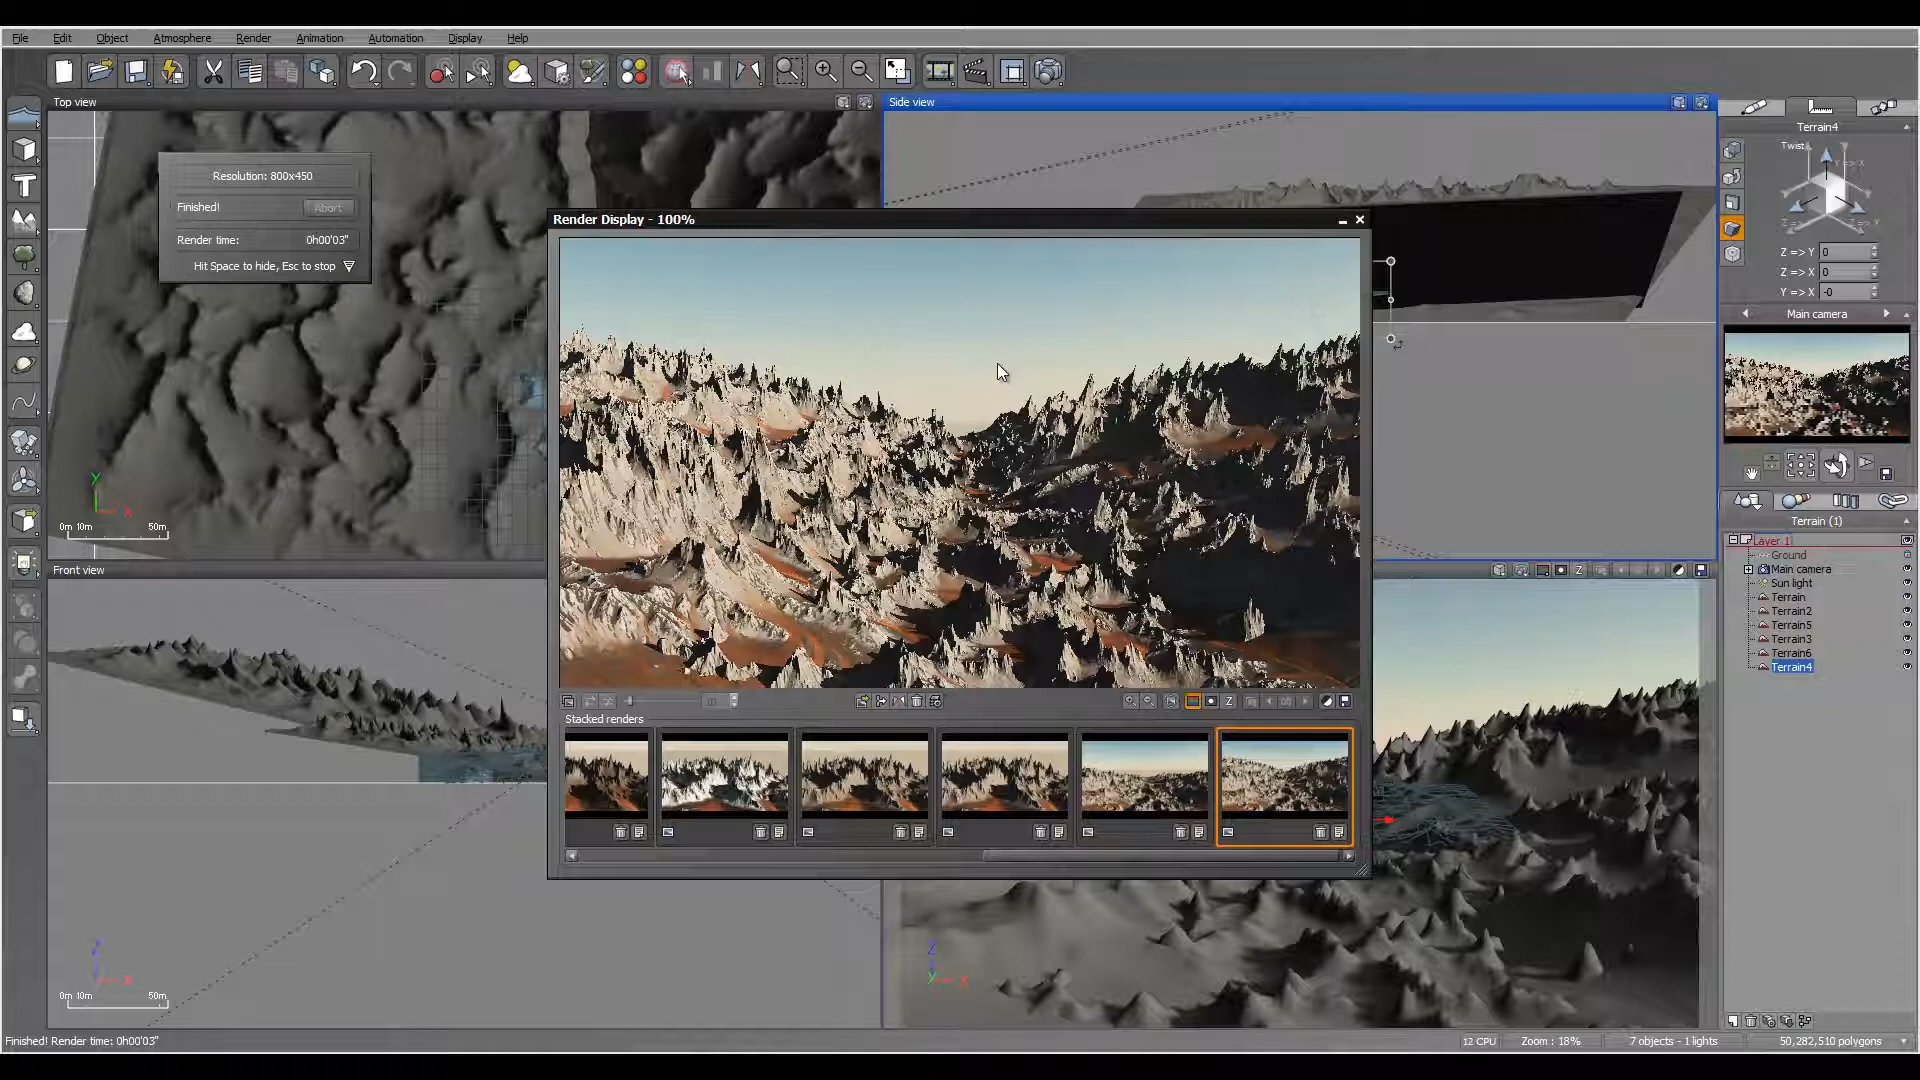 File Edit Object Atmosphere Render Animation Automation Display Help
Top view
Side view
Resolution: 800x450
Finished! Abort
Render time: 0h00'03"
Hit Space to hide, Esc to stop
Render Display - 100%
Stacked renders
Y
X
0m 10m 50m
Front view
Z
X
0m 10m 50m
Z
Y
X
Terrain4
Twist
Z => Y 0
Z => X 0
Y => X -0
Main camera
Terrain (1)
Layer 1
Ground
Main camera
Sun light
Terrain
Terrain2
Terrain5
Terrain3
Terrain6
Terrain4
Finished! Render time: 0h00'03"
12 CPU Zoom : 18% 7 objects - 1 lights 50,282,510 polygons